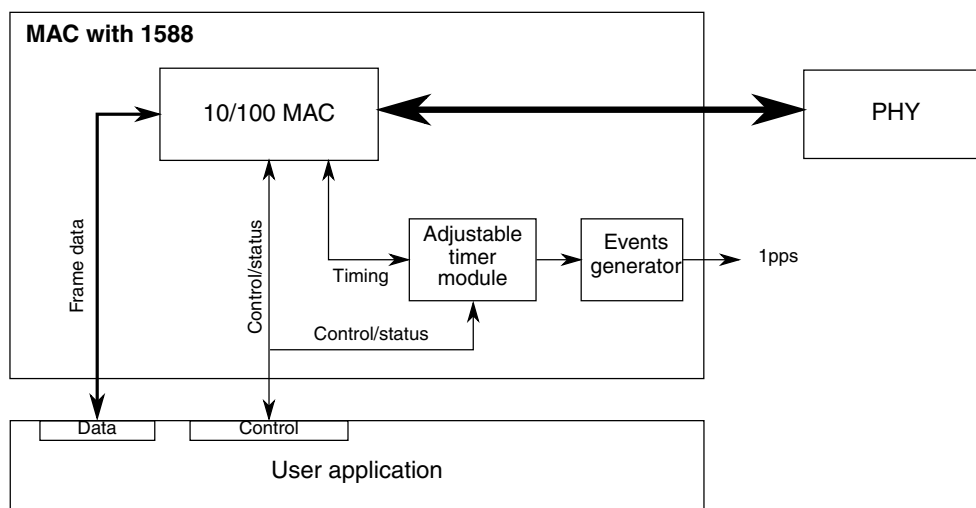 MAC with 1588
10/100 MAC
PHY
Frame data
Control/status
Timing
Adjustable
timer
module
Events
generator
1pps
Control/status
Data
Control
User application